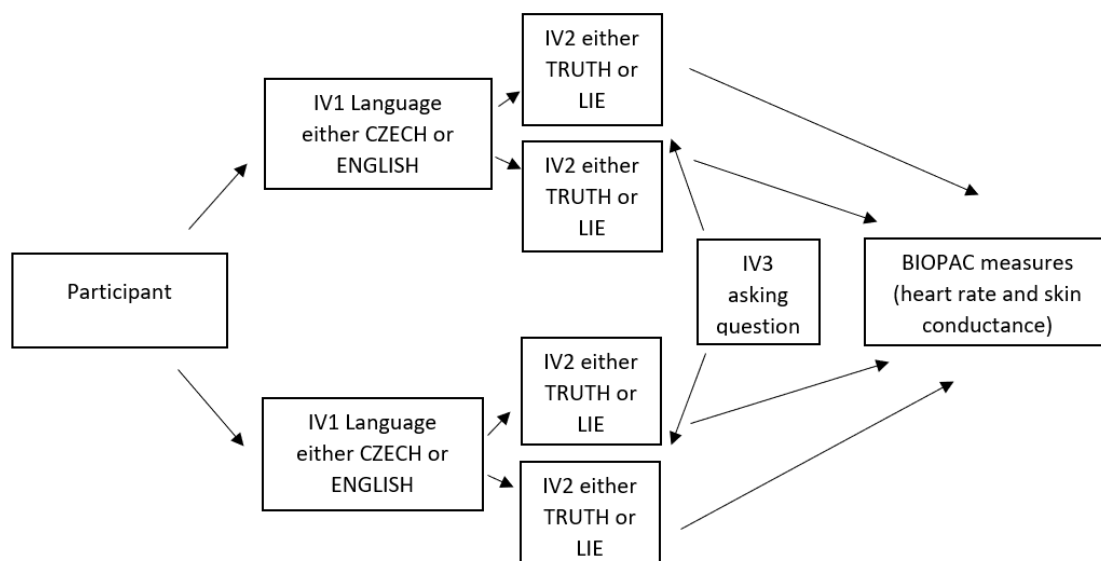 IV2 either
TRUTH or
LIE
IV1 Language
either CZECH or
ENGLISH
IV2 either
TRUTH or
LIE
Participant
IV3
asking
question
BIOPAC measures
(heart rate and skin
conductance)
IV2 either
TRUTH or
LIE
IV1 Language
either CZECH or
ENGLISH
IV2 either
TRUTH or
LIE